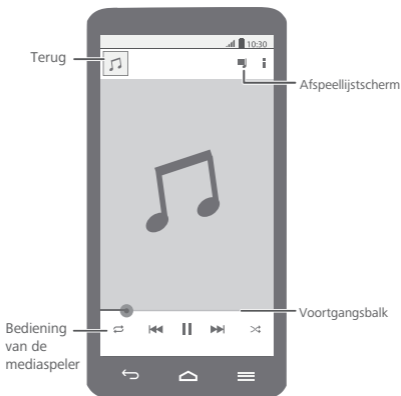 10:30
Terug
Afspeellijstscherm
Voortgangsbalk
Bediening
van de
mediaspeler